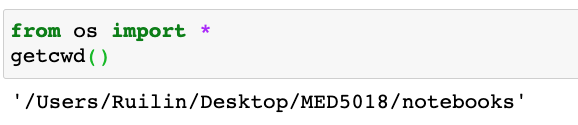 from os import *
getcwd()
'/Users/Ruilin/Desktop/MED5018/notebooks'